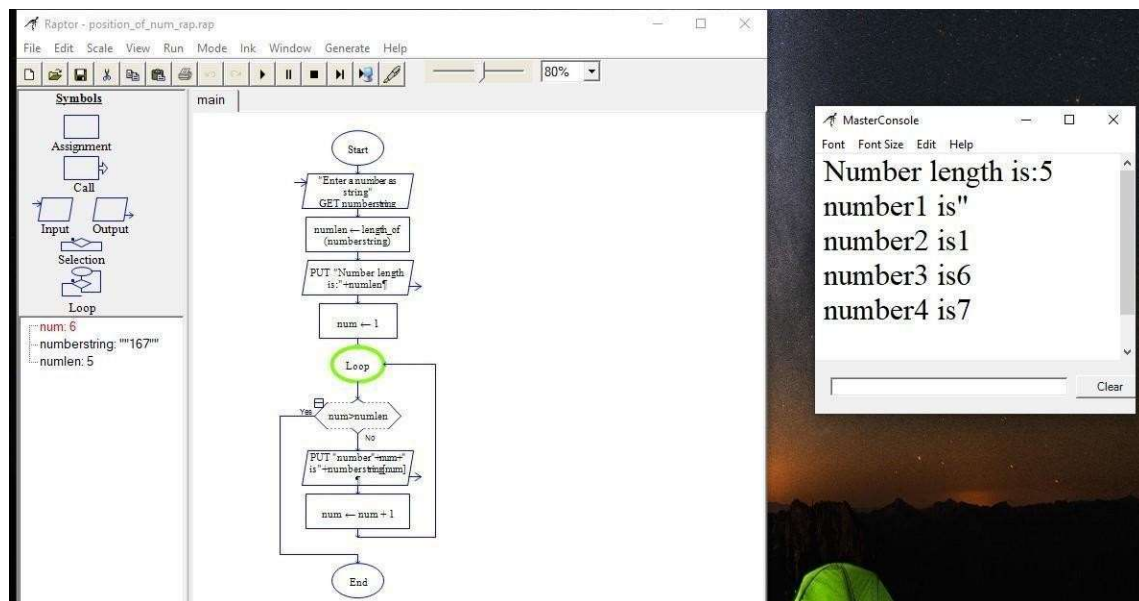 Raptor - position_of_num_rap.rap
File Edit Scale View Run Mode Ink Window Generate Help
80%
Symbols
Assignment
Call
Input Output
Selection
Loop
num: 6
numberstring: ""167""
numlen: 5
main
Start
"Enter a number as
string"
GET numberstring
numlen ← length_of
(numberstring)
PUT "Number length
is:"+numlen¶
num ← 1
Loop
Yes
num>numlen
No
PUT "number"+num+"
is"+numberstring[num]
¶
num ← num + 1
End
MasterConsole
Font Font Size Edit Help
Number length is:5
number1 is"
number2 is1
number3 is6
number4 is7
Clear